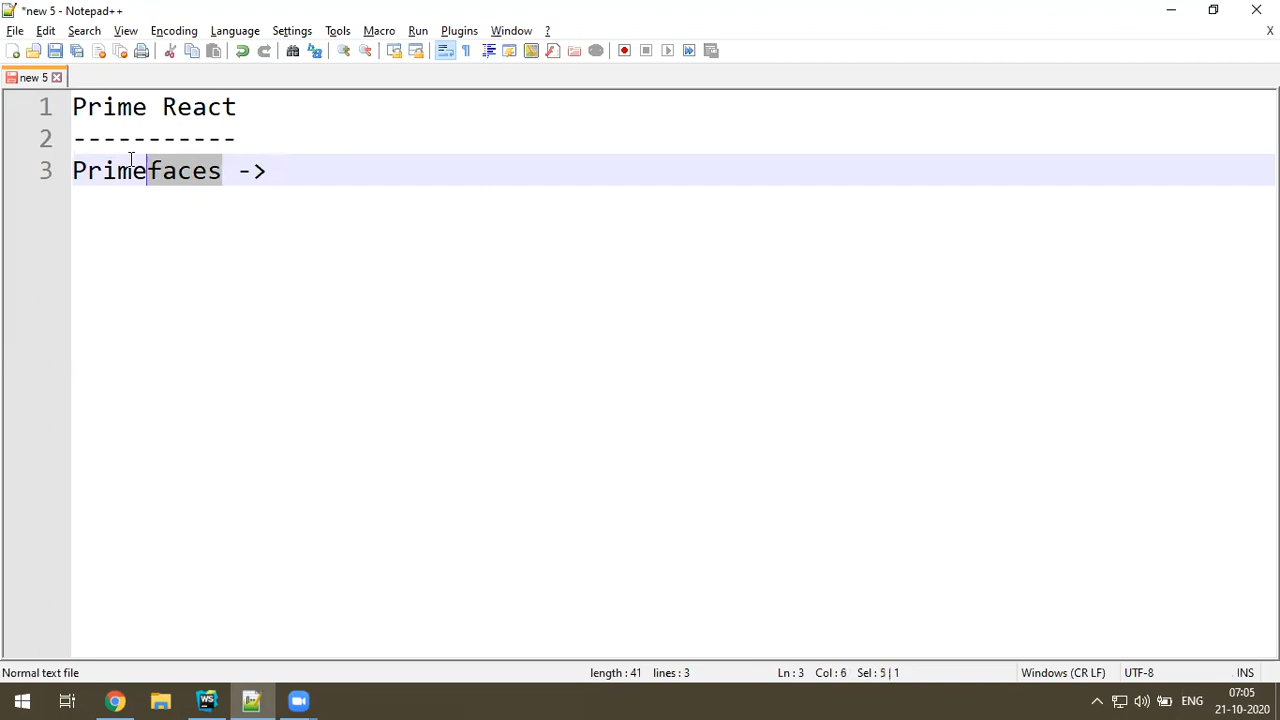 *new 5 - Notepad++
File Edit Search View Encoding Language Settings Tools Macro Run Plugins Window ? X
new 5
1 Prime React
2 -----------
3 Primefaces ->
Normal text file length : 41 lines : 3 Ln : 3 Col : 6 Sel : 5 | 1 Windows (CR LF) UTF-8 INS
WS ENG 07:05
21-10-2020